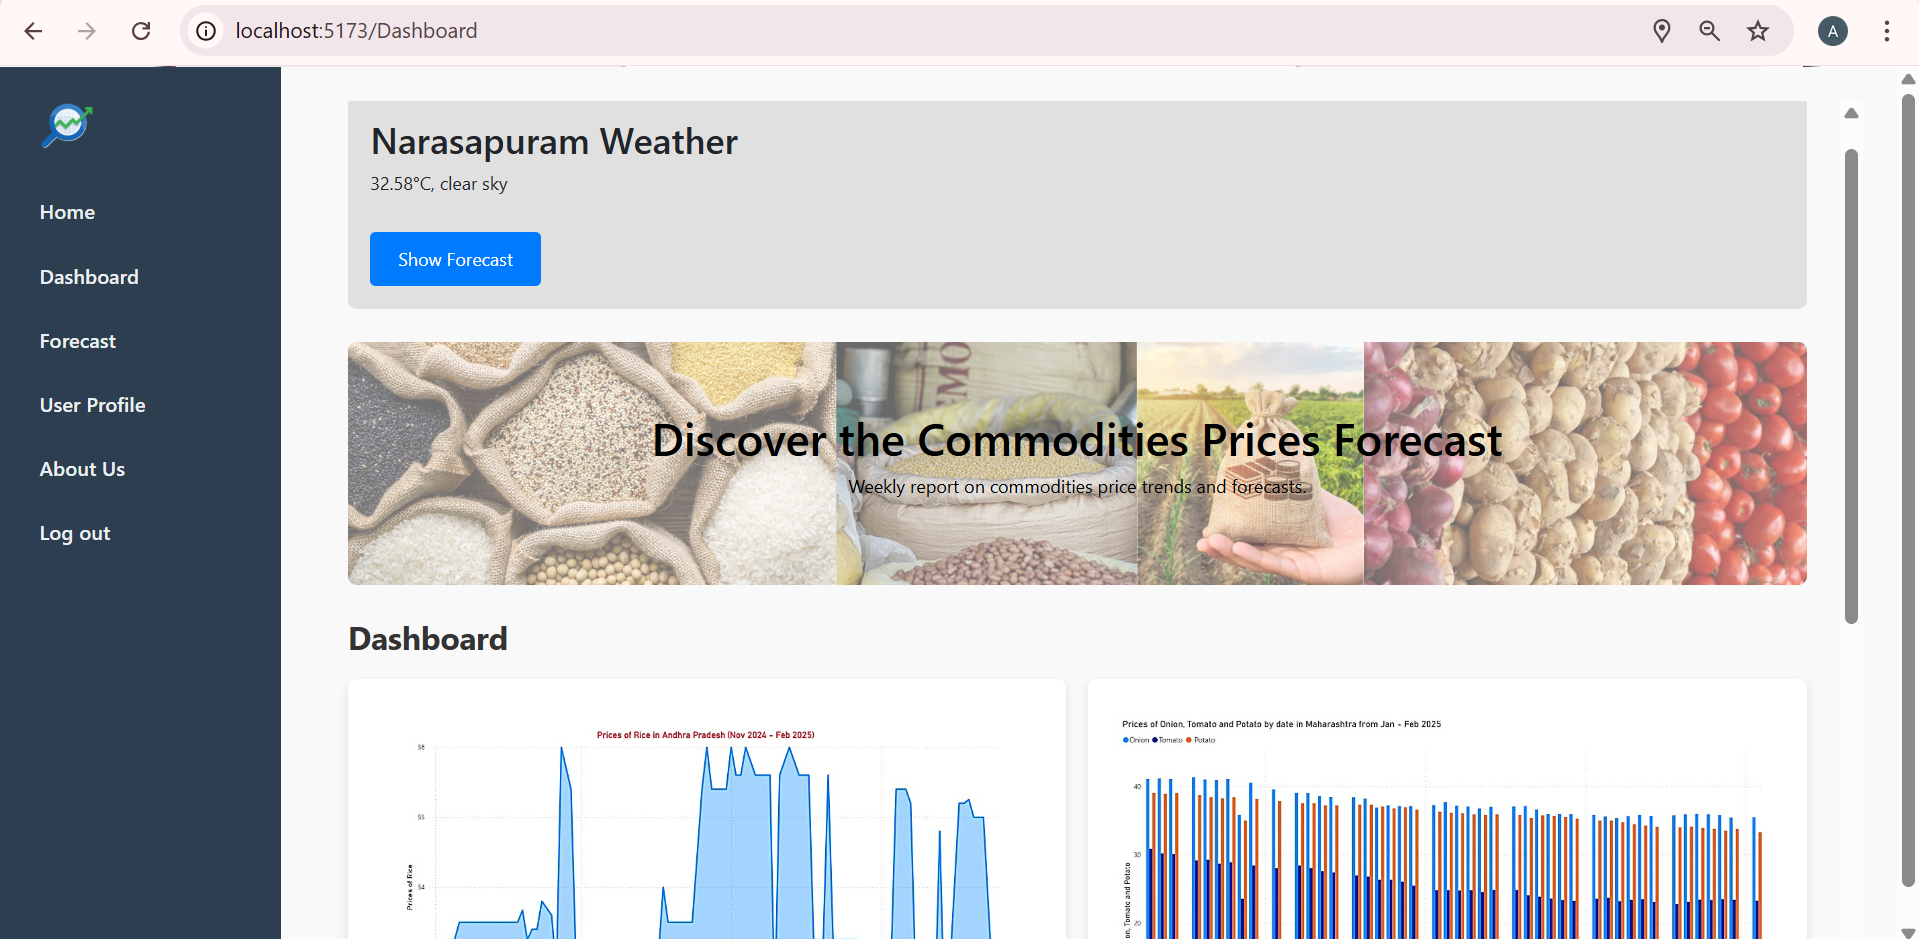 localhost:5173/Dashboard
A
Home
Dashboard
Forecast
User Profile
About Us
Log out
Narasapuram Weather
32.58°C, clear sky
Show Forecast
EMO
Discover the Commodities Prices Forecast
Weekly report on commodities price trends and forecasts.
Dashboard
Prices of Rice in Andhra Pradesh (Nov 2024 - Feb 2025)
55
54
Prices of Rice
Prices of Onion, Tomato and Potato by date in Maharashtra from Jan - Feb 2025
Onion Tomato Potato
40
30
20
on, Tomato and Potato